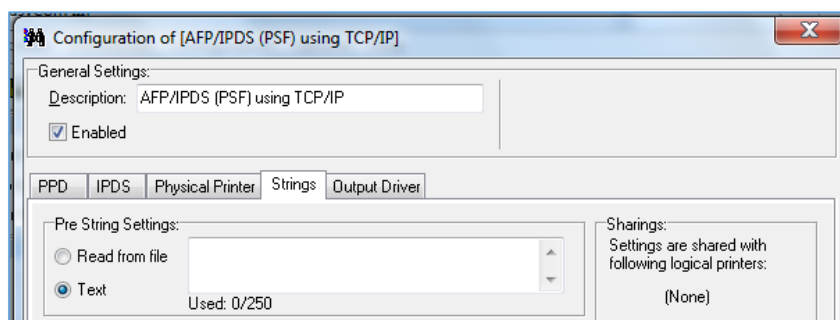 Configuration of [AFP/IPDS (PSF) using TCP/IP]
General Settings:
Description: AFP/IPDS (PSF) using TCP/IP
Enabled
PPD IPDS Physical Printer Strings Output Driver
Pre String Settings:
Read from file
Text
Used: 0/250
Sharings:
Settings are shared with
following logical printers:
(None)